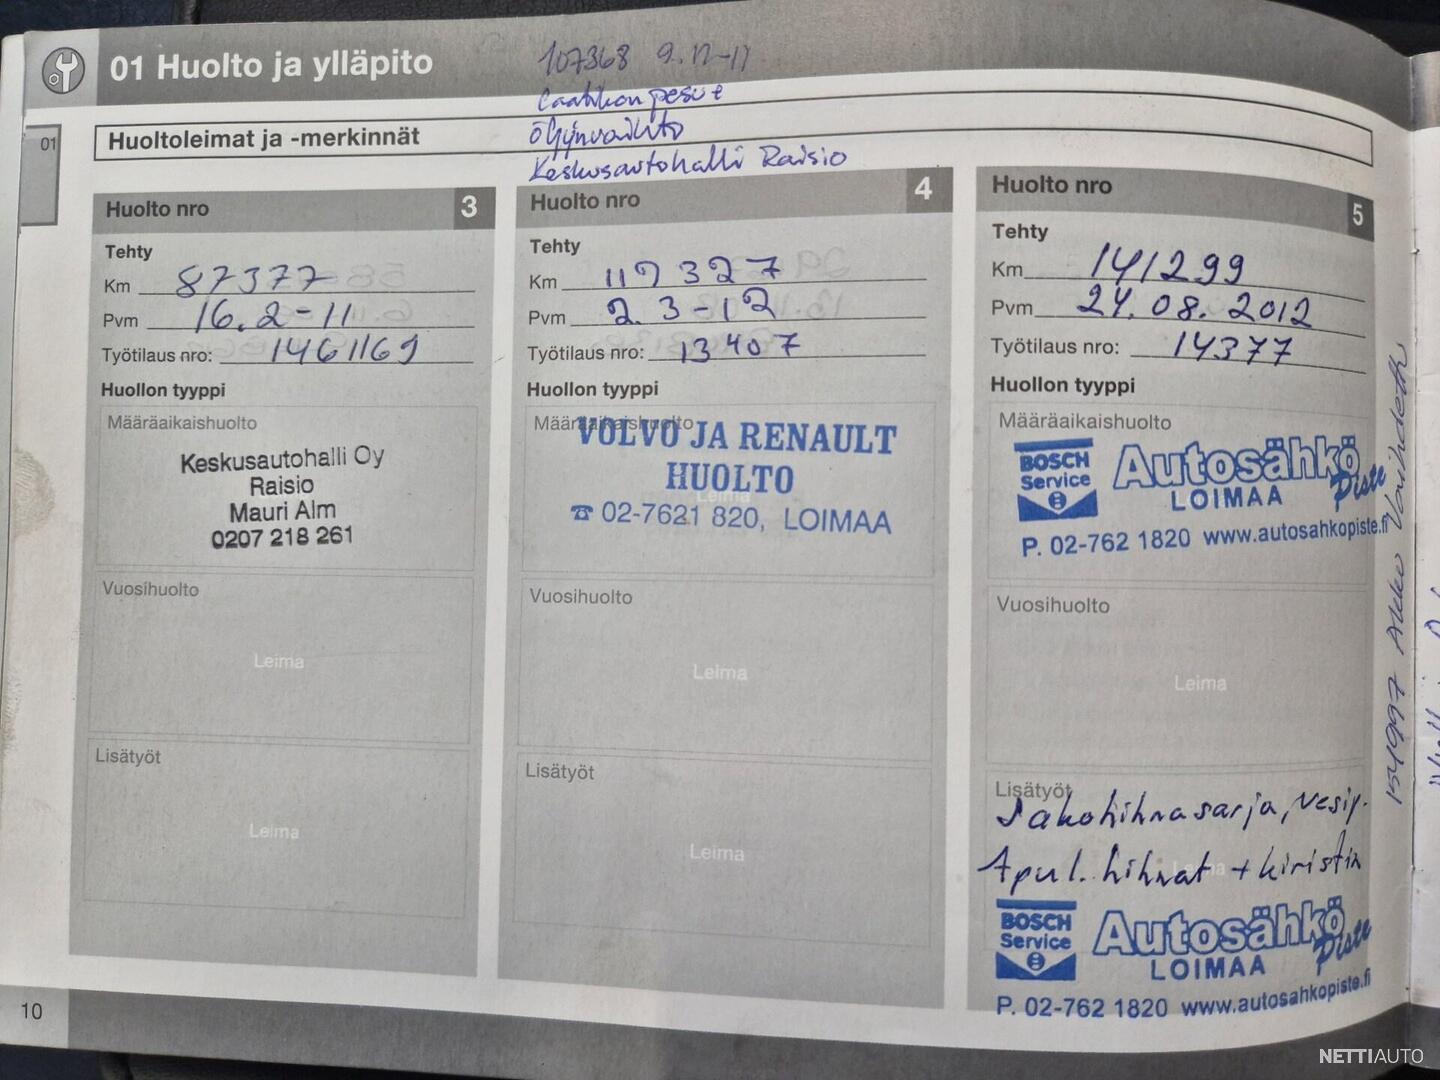 01 Huolto ja ylläpito
107368 9.12-11
Laatikon pesu +
öljynvaihto
Keskusautohalli Raisio
01
Huoltoleimat ja -merkinnät
Huolto nro 3
Tehty
Km 87377
Pvm 16.2-11
Työtilaus nro: 1461169
Huollon tyyppi
Määräaikaishuolto
Keskusautohalli Oy
Raisio
Mauri Alm
0207 218 261
Vuosihuolto
Leima
Lisätyöt
Leima
Huolto nro 4
Tehty
Km 117327
Pvm 2.3-12
Työtilaus nro: 13407
Huollon tyyppi
Määräaikaishuolto
VOLVO JA RENAULT
HUOLTO
Leima
☎ 02-7621 820, LOIMAA
Vuosihuolto
Leima
Lisätyöt
Leima
Huolto nro 5
Tehty
Km 141299
Pvm 24.08.2012
Työtilaus nro: 14377
Huollon tyyppi
Määräaikaishuolto
BOSCH Service Autosähkö Piste
LOIMAA
P. 02-762 1820 www.autosahkopiste.fi
Vuosihuolto
Leima
Lisätyöt
Jakohihnasarja, vesip.
Apul. hihnat + kiristin
Leima
BOSCH Service Autosähkö Piste
LOIMAA
P. 02-762 1820 www.autosahkopiste.fi
154997 Akku Vaihdettu
10
NETTIAUTO